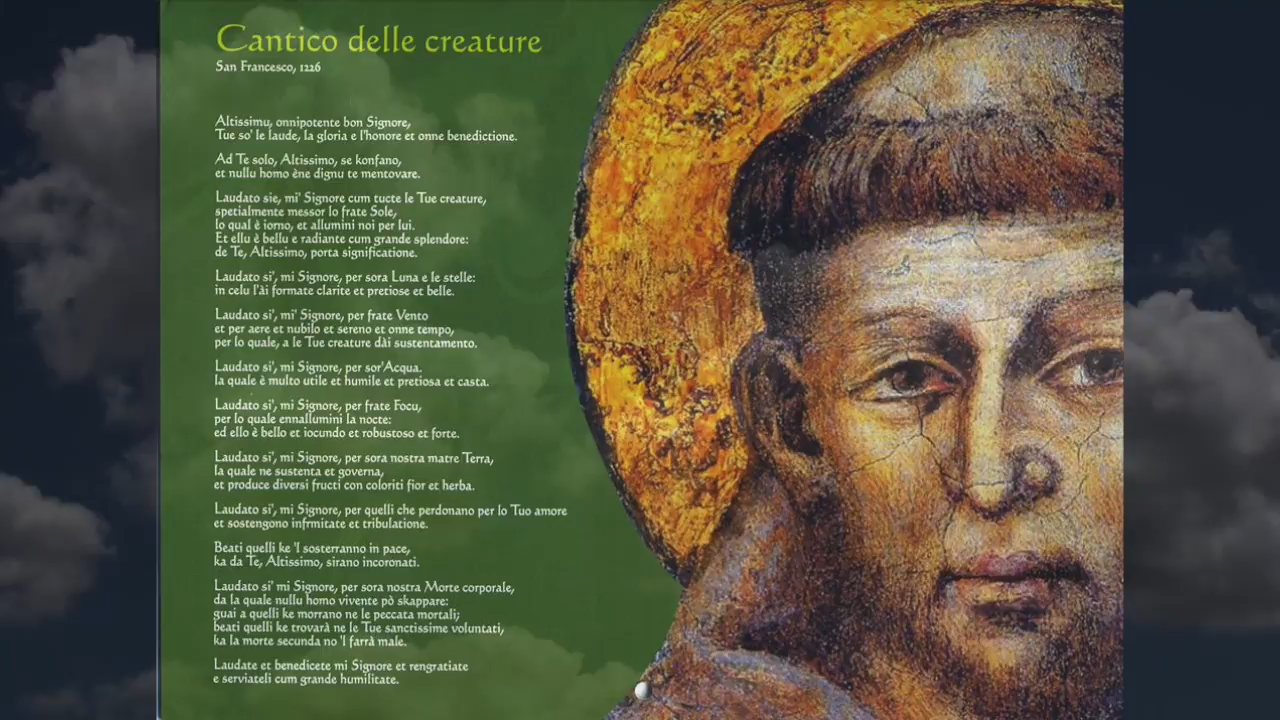 Cantico delle creature
San Francesco, 1226
Altissimu, onnipotente bon Signore,
Tue so' le laude, la gloria e l'honore et onne benedictione.
Ad Te solo, Altissimo, se konfano,
et nullu homo ène dignu te mentovare.
Laudato sie, mi' Signore cum tucte le Tue creature,
spetialmente messor lo frate Sole,
lo qual è iorno, et allumini noi per lui.
Et ellu è bellu e radiante cum grande splendore:
de Te, Altissimo, porta significatione.
Laudato si', mi Signore, per sora Luna e le stelle:
in celu l'ài formate clarite et pretiose et belle.
Laudato si', mi' Signore, per frate Vento
et per aere et nubilo et sereno et onne tempo,
per lo quale, a le Tue creature dài sustentamento.
Laudato si', mi Signore, per sor'Acqua.
la quale è multo utile et humile et pretiosa et casta.
Laudato si', mi Signore, per frate Focu,
per lo quale ennallumini la nocte:
ed ello è bello et iocundo et robustoso et forte.
Laudato si', mi Signore, per sora nostra matre Terra,
la quale ne sustenta et governa,
et produce diversi fructi con coloriti fior et herba.
Laudato si', mi Signore, per quelli che perdonano per lo Tuo amore
et sostengono infrmitate et tribulatione.
Beati quelli ke 'l sosterranno in pace,
ka da Te, Altissimo, sirano incoronati.
Laudato si' mi Signore, per sora nostra Morte corporale,
da la quale nullu homo vivente pò skappare:
guai a quelli ke morrano ne le peccata mortali;
beati quelli ke trovarà ne le Tue sanctissime voluntati,
ka la morte secunda no 'l farrà male.
Laudate et benedicete mi Signore et rengratiate
e serviateli cum grande humilitate.